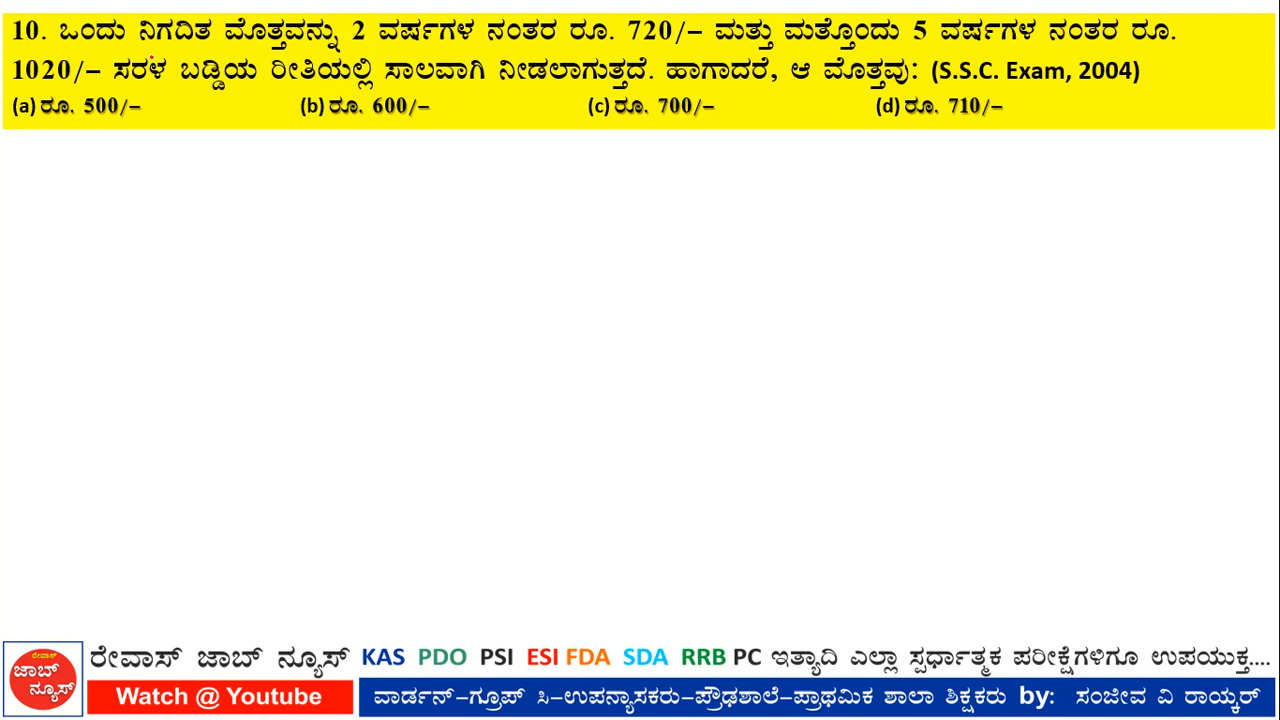 10. ಒಂದು ನಿಗದಿತ ಮೊತ್ತವನ್ನು 2 ವರ್ಷಗಳ ನಂತರ ರೂ. 720/– ಮತ್ತು ಮತ್ತೊಂದು 5 ವರ್ಷಗಳ ನಂತರ ರೂ.
1020/– ಸರಳ ಬಡ್ಡಿಯ ರೀತಿಯಲ್ಲಿ ಸಾಲವಾಗಿ ನೀಡಲಾಗುತ್ತದೆ. ಹಾಗಾದರೆ, ಆ ಮೊತ್ತವು: (S.S.C. Exam, 2004)
(a) ರೂ. 500/– (b) ರೂ. 600/– (c) ರೂ. 700/– (d) ರೂ. 710/–
ರೇವಾಸ್
ಜಾಬ್
ನ್ಯೂಸ್
ರೇವಾಸ್ ಜಾಬ್ ನ್ಯೂಸ್ KAS PDO PSI ESI FDA SDA RRB PC ಇತ್ಯಾದಿ ಎಲ್ಲಾ ಸ್ಪರ್ಧಾತ್ಮಕ ಪರೀಕ್ಷೆಗಳಿಗೂ ಉಪಯುಕ್ತ....
Watch @ Youtube ವಾರ್ಡನ್–ಗ್ರೂಪ್ ಸಿ–ಉಪನ್ಯಾಸಕರು–ಪ್ರೌಢಶಾಲೆ–ಪ್ರಾಥಮಿಕ ಶಾಲಾ ಶಿಕ್ಷಕರು by: ಸಂಜೀವ ವಿ ರಾಯ್ಕರ್